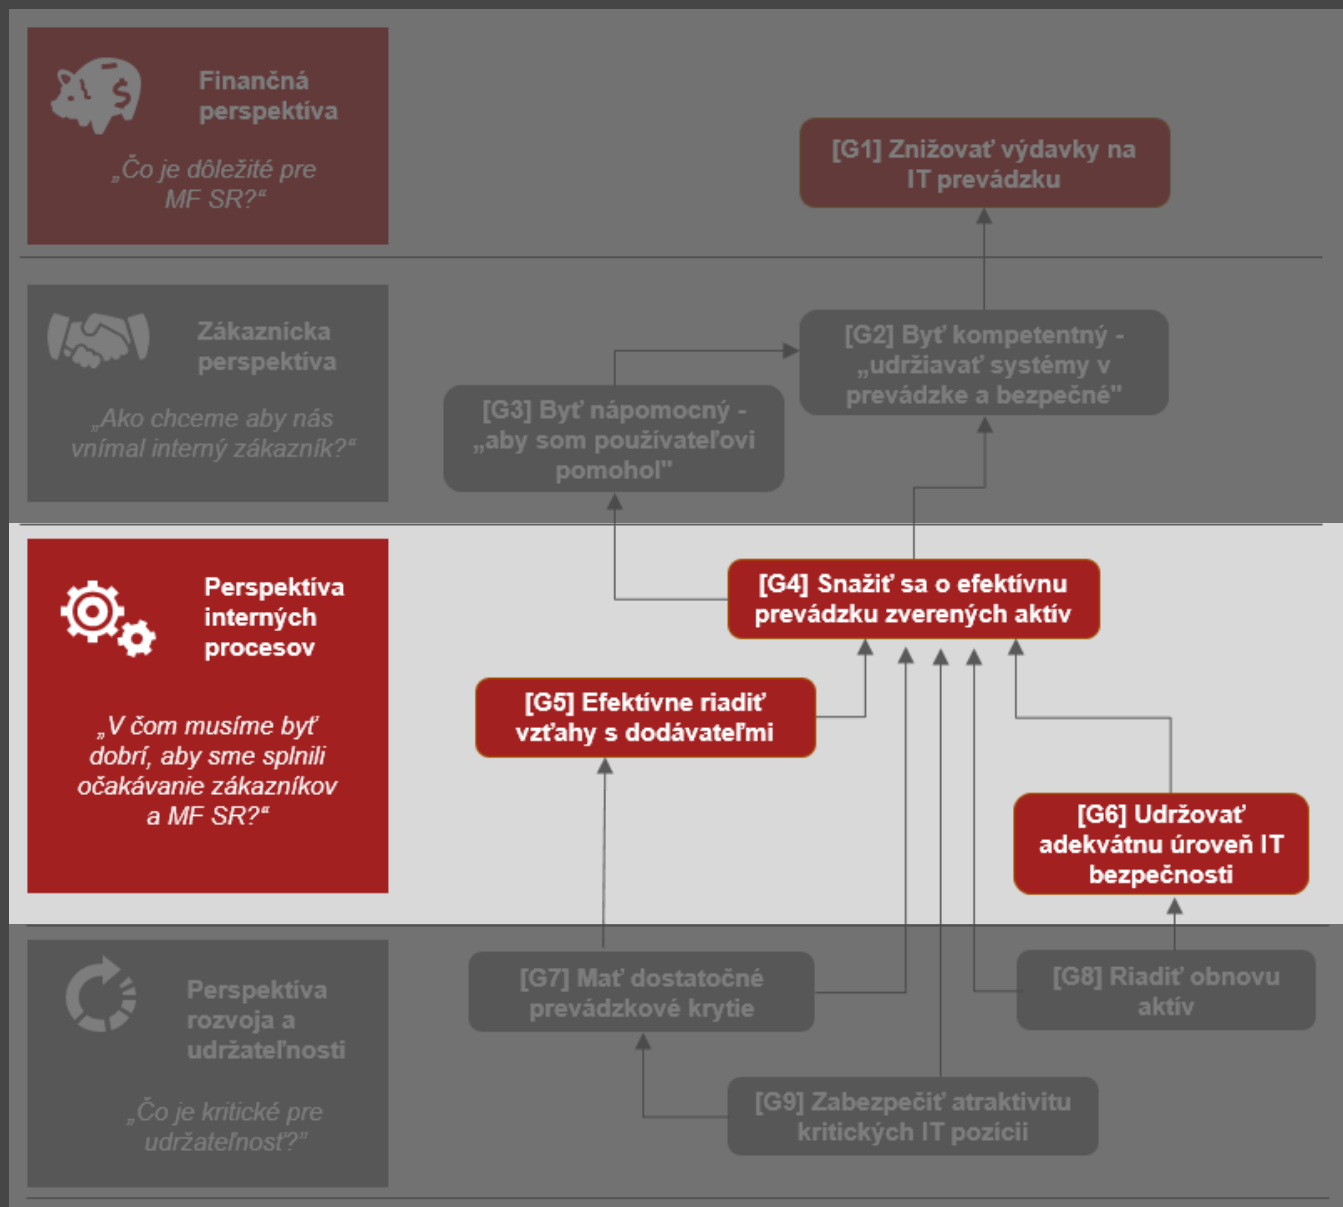 Finančná
perspektíva
„Čo je dôležité pre
MF SR?“
[G1] Znižovať výdavky na
IT prevádzku
Zákaznícka
perspektíva
„Ako chceme aby nás
vnímal interný zákazník?“
[G2] Byť kompetentný -
„udržiavať systémy v
prevádzke a bezpečné"
[G3] Byť nápomocný -
„aby som používateľovi
pomohol"
Perspektíva
interných
procesov
„V čom musíme byť
dobrí, aby sme splnili
očakávanie zákazníkov
a MF SR?“
[G4] Snažiť sa o efektívnu
prevádzku zverených aktív
[G5] Efektívne riadiť
vzťahy s dodávateľmi
[G6] Udržovať
adekvátnu úroveň IT
bezpečnosti
Perspektíva
rozvoja a
udržateľnosti
„Čo je kritické pre
udržateľnosť?”
[G7] Mať dostatočné
prevádzkové krytie
[G8] Riadiť obnovu
aktív
[G9] Zabezpečiť atraktivitu
kritických IT pozícii